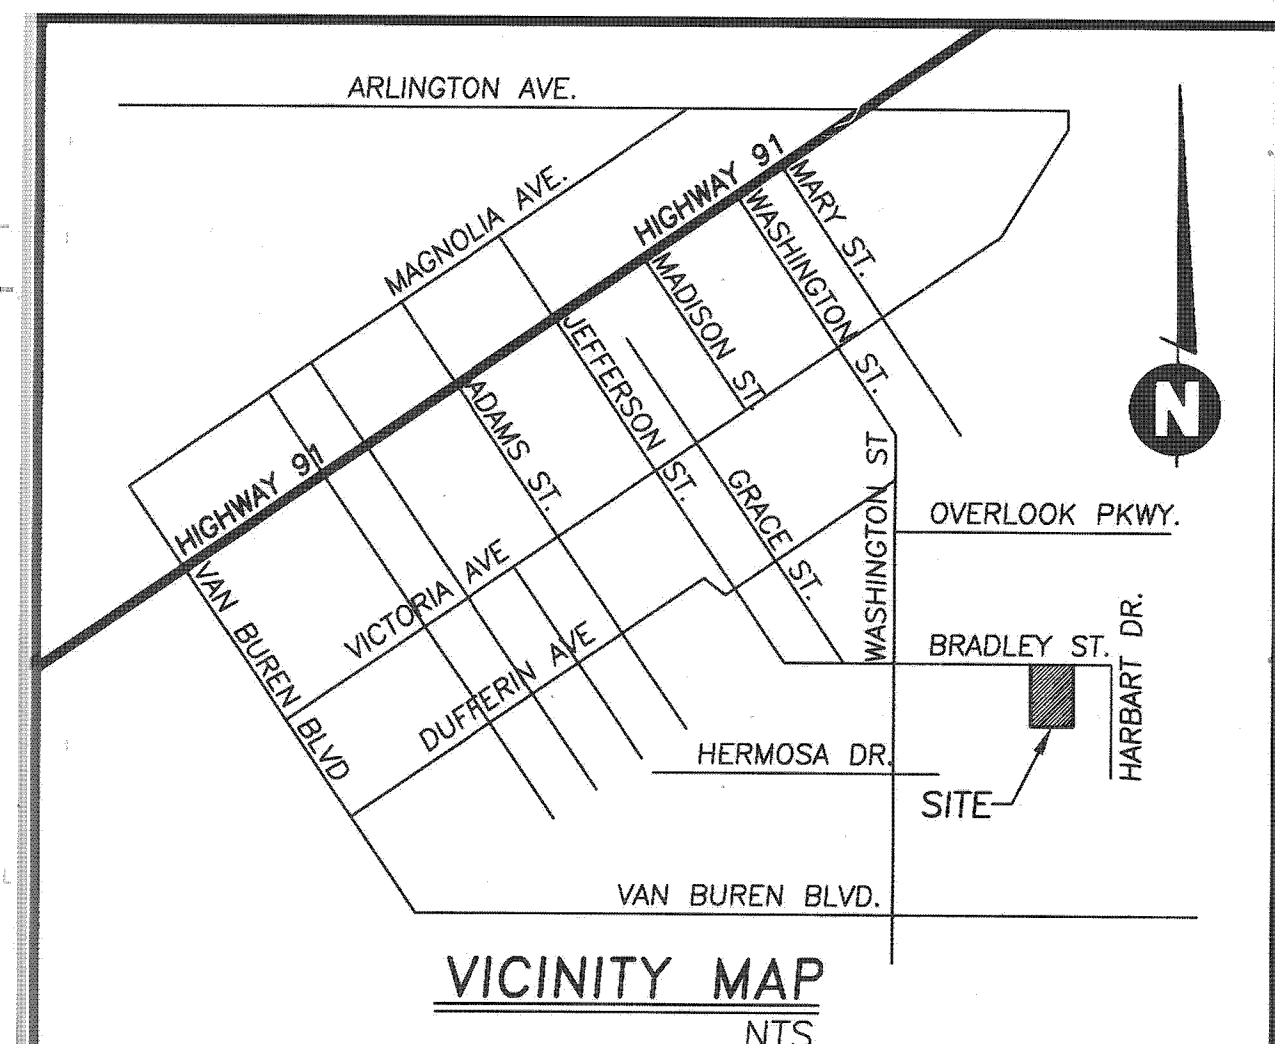 ARLINGTON AVE.
MAGNOLIA AVE.
HIGHWAY 91
MARY ST.
WASHINGTON ST.
MADISON ST.
JEFFERSON ST.
ADAMS ST.
HIGHWAY 91
N
GRACE ST.
WASHINGTON ST
OVERLOOK PKWY.
VICTORIA AVE
VAN BUREN BLVD
DUFFERIN AVE
BRADLEY ST.
HARBART DR.
HERMOSA DR.
SITE
VAN BUREN BLVD.
VICINITY MAP
NTS